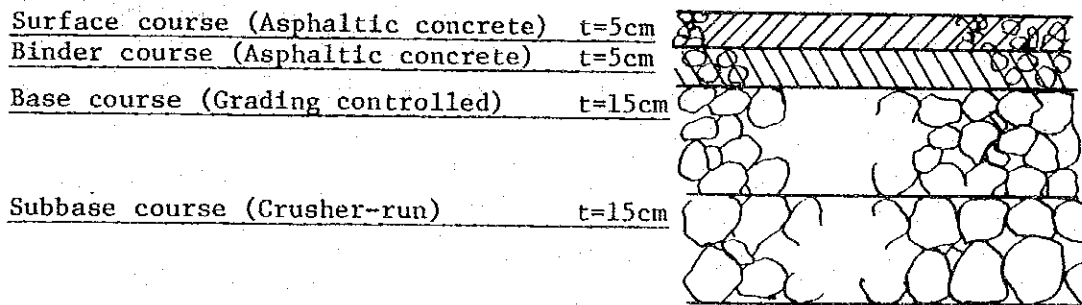 Surface course (Asphaltic concrete) t=5cm
Binder course (Asphaltic concrete) t=5cm
Base course (Grading controlled) t=15cm
Subbase course (Crusher-run) t=15cm